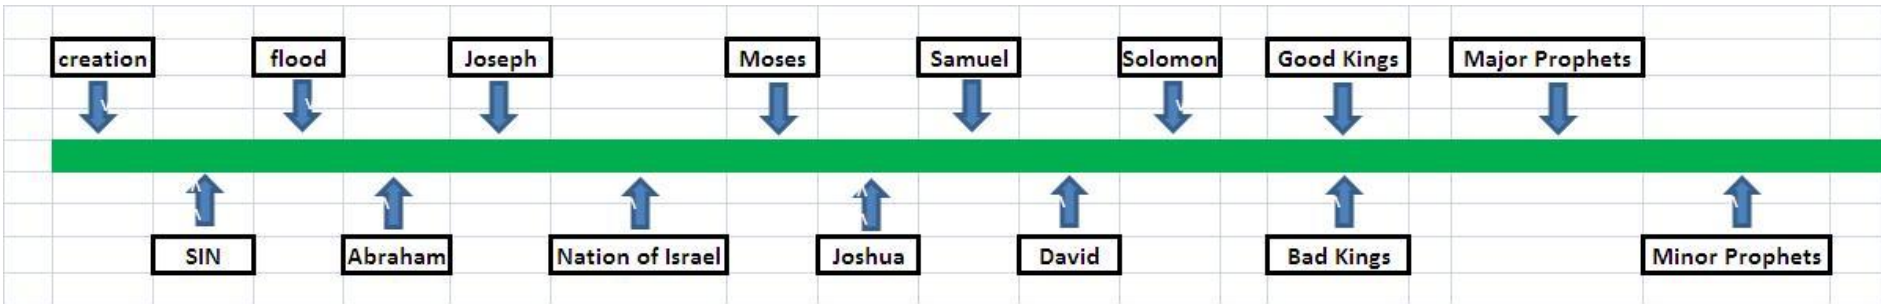 creation
flood
Joseph
Moses
Samuel
Solomon
Good Kings
Major Prophets
SIN
Abraham
Nation of Israel
Joshua
David
Bad Kings
Minor Prophets